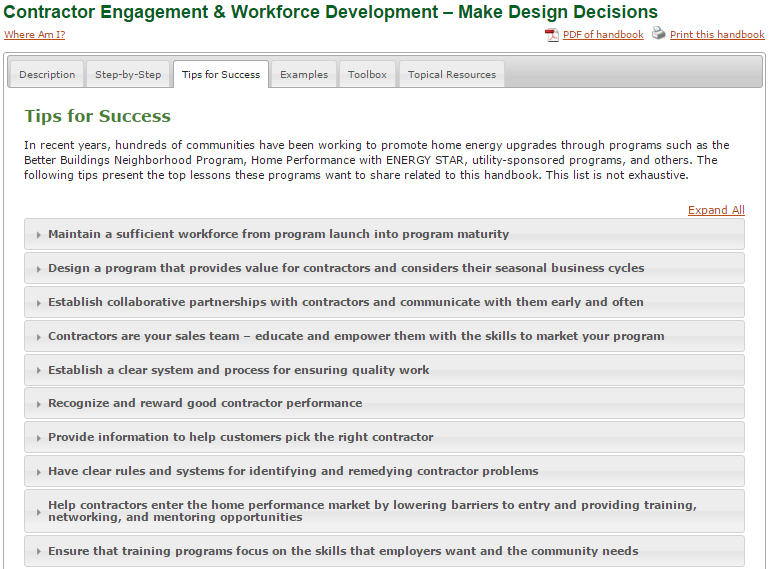 Contractor Engagement & Workforce Development – Make Design Decisions
Where Am I?
PDF of handbook
Print this handbook
Description
Step-by-Step
Tips for Success
Examples
Toolbox
Topical Resources
Tips for Success
In recent years, hundreds of communities have been working to promote home energy upgrades through programs such as the
Better Buildings Neighborhood Program, Home Performance with ENERGY STAR, utility-sponsored programs, and others. The
following tips present the top lessons these programs want to share related to this handbook. This list is not exhaustive.
Expand All
Maintain a sufficient workforce from program launch into program maturity
Design a program that provides value for contractors and considers their seasonal business cycles
Establish collaborative partnerships with contractors and communicate with them early and often
Contractors are your sales team – educate and empower them with the skills to market your program
Establish a clear system and process for ensuring quality work
Recognize and reward good contractor performance
Provide information to help customers pick the right contractor
Have clear rules and systems for identifying and remedying contractor problems
Help contractors enter the home performance market by lowering barriers to entry and providing training,
networking, and mentoring opportunities
Ensure that training programs focus on the skills that employers want and the community needs